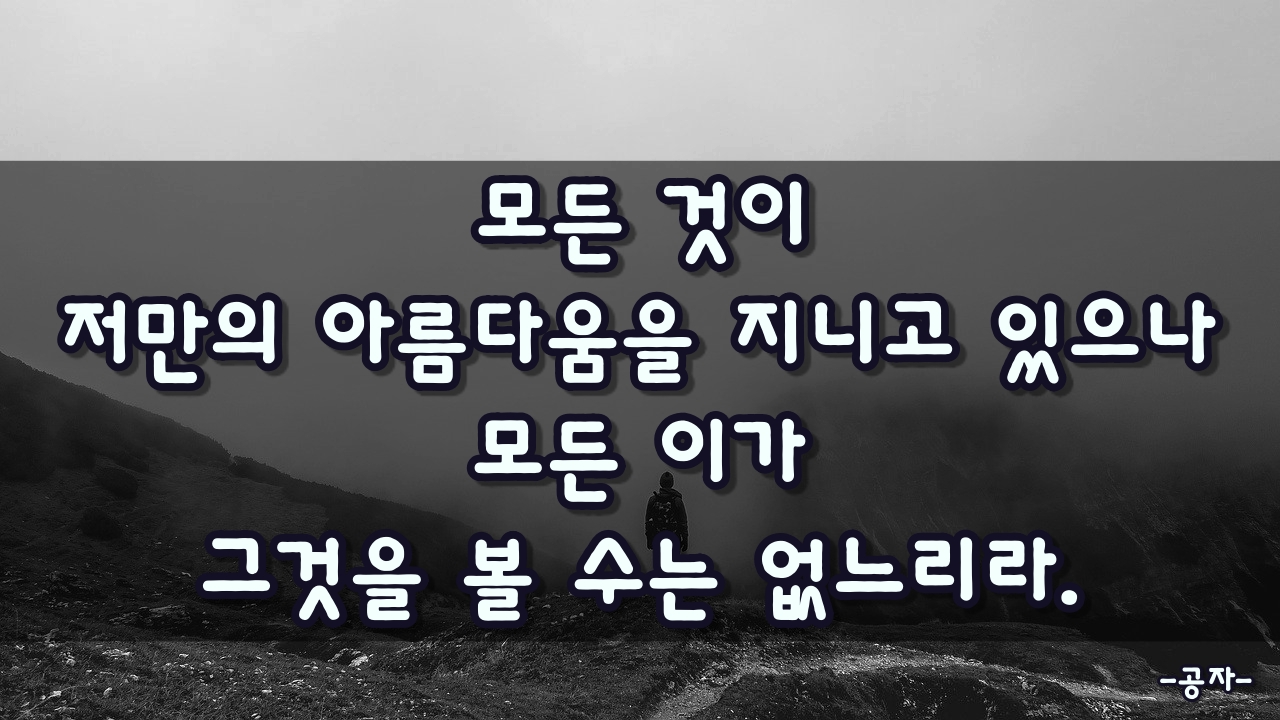 모든 것이
저만의 아름다움을 지니고 있으나
모든 이가
그것을 볼 수는 없느리라.
-공자-